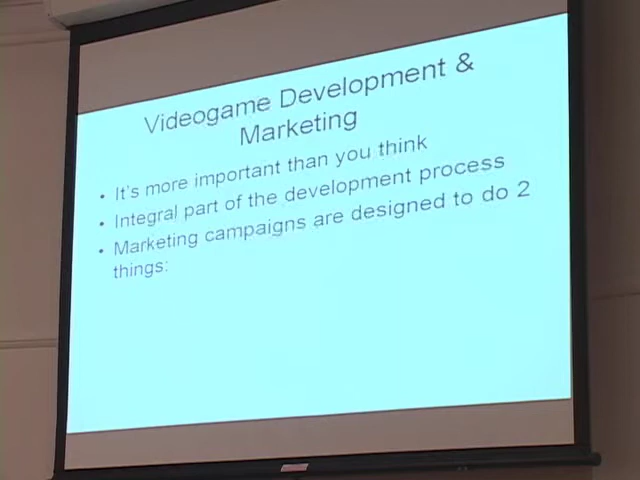 Videogame Development &
Marketing
• It's more important than you think
• Integral part of the development process
• Marketing campaigns are designed to do 2
things: